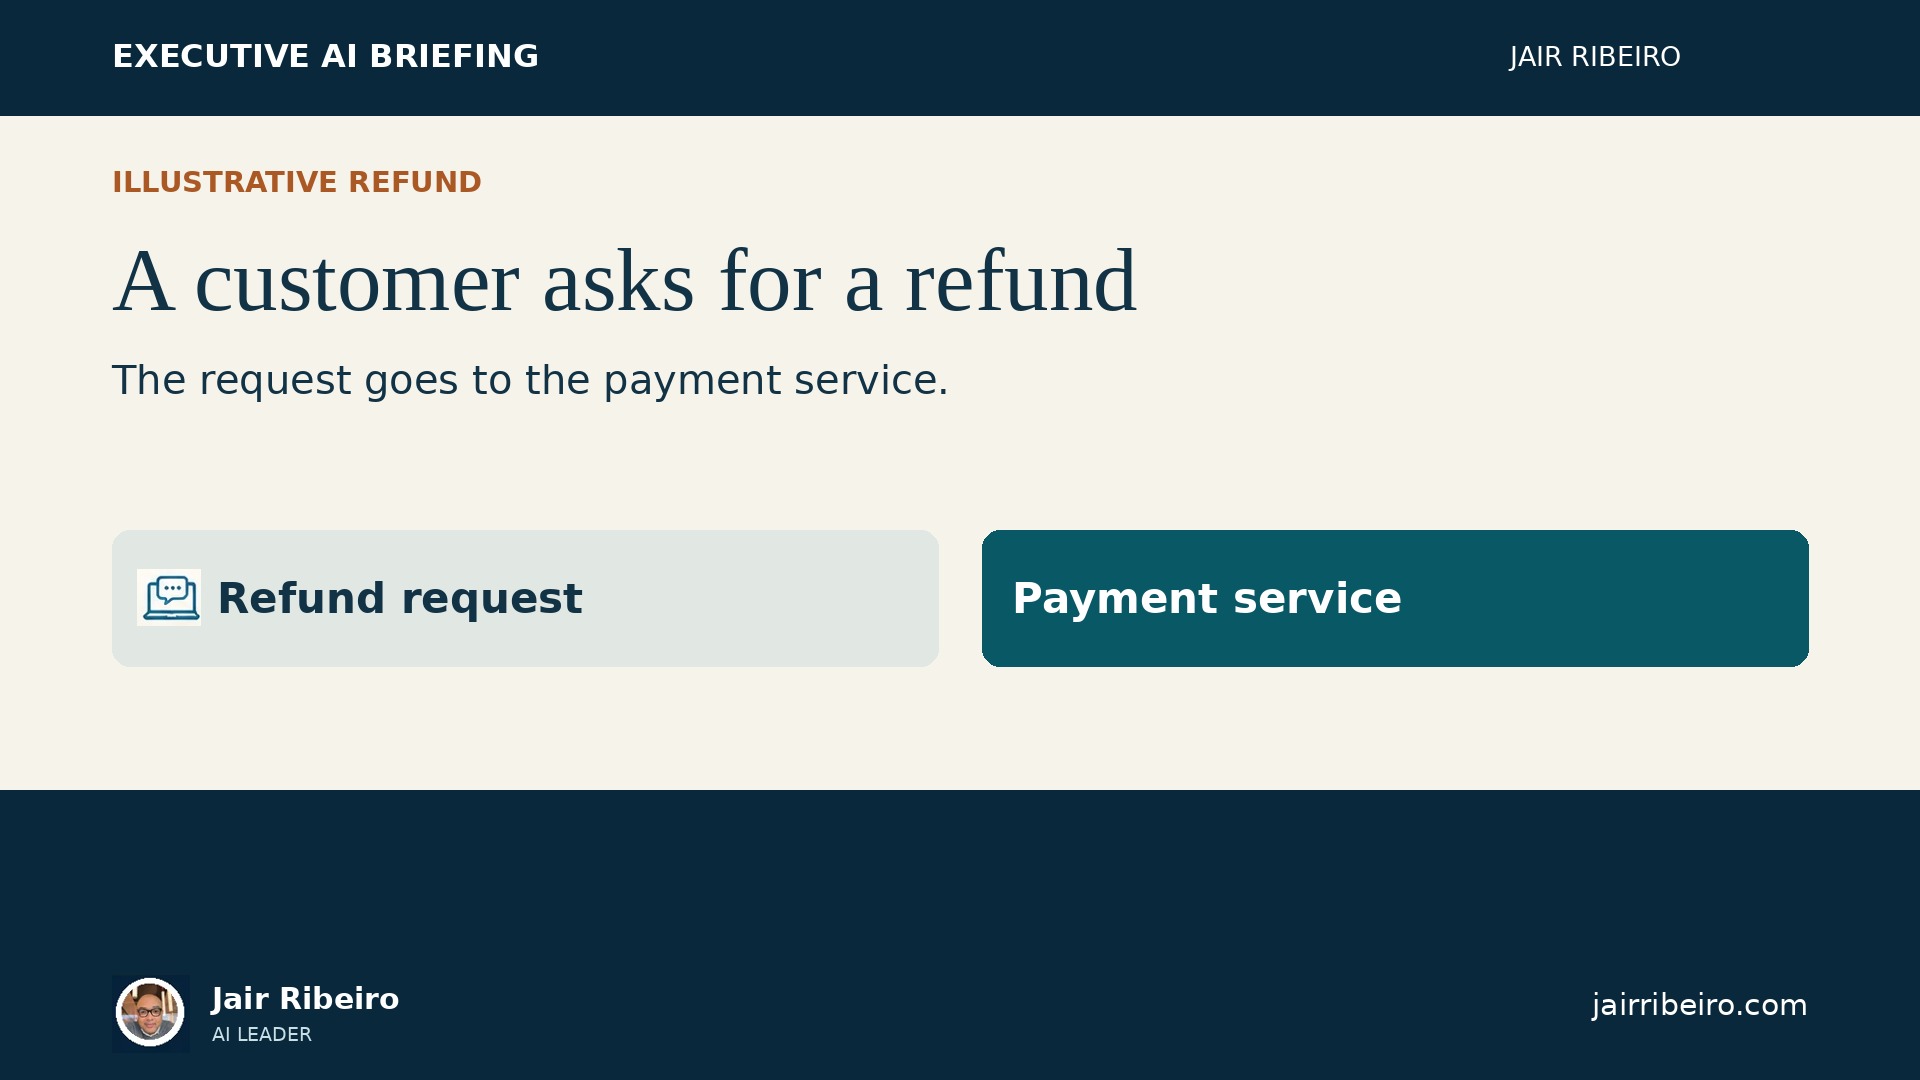 EXECUTIVE AI BRIEFING
JAIR RIBEIRO
ILLUSTRATIVE REFUND
A customer asks for a refund
The request goes to the payment service.
Refund request
Payment service
Jair Ribeiro
AI LEADER
jairribeiro.com